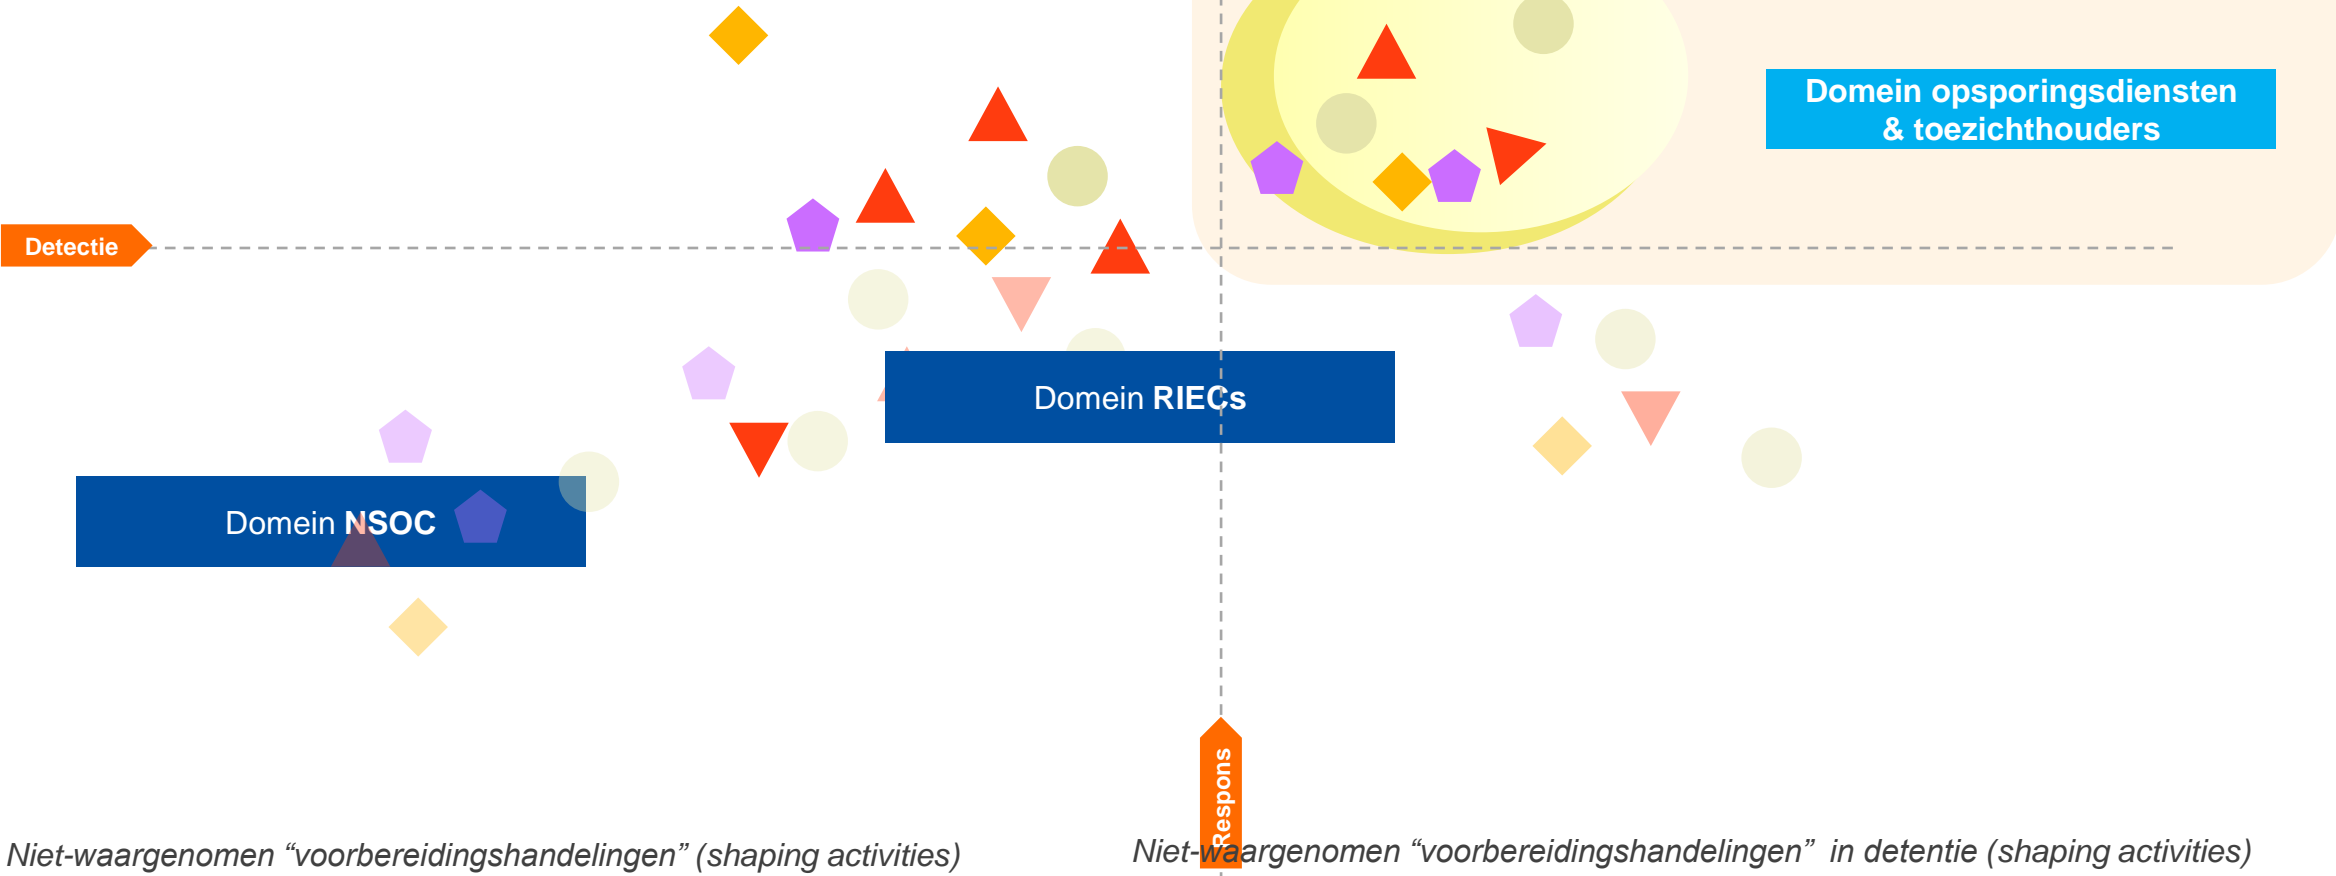 Domein opsporingsdiensten
& toezichthouders
Detectie
Domein RIECs
Domein NSOC
Respons
Niet-waargenomen “voorbereidingshandelingen” (shaping activities)
Niet-waargenomen “voorbereidingshandelingen” in detentie (shaping activities)